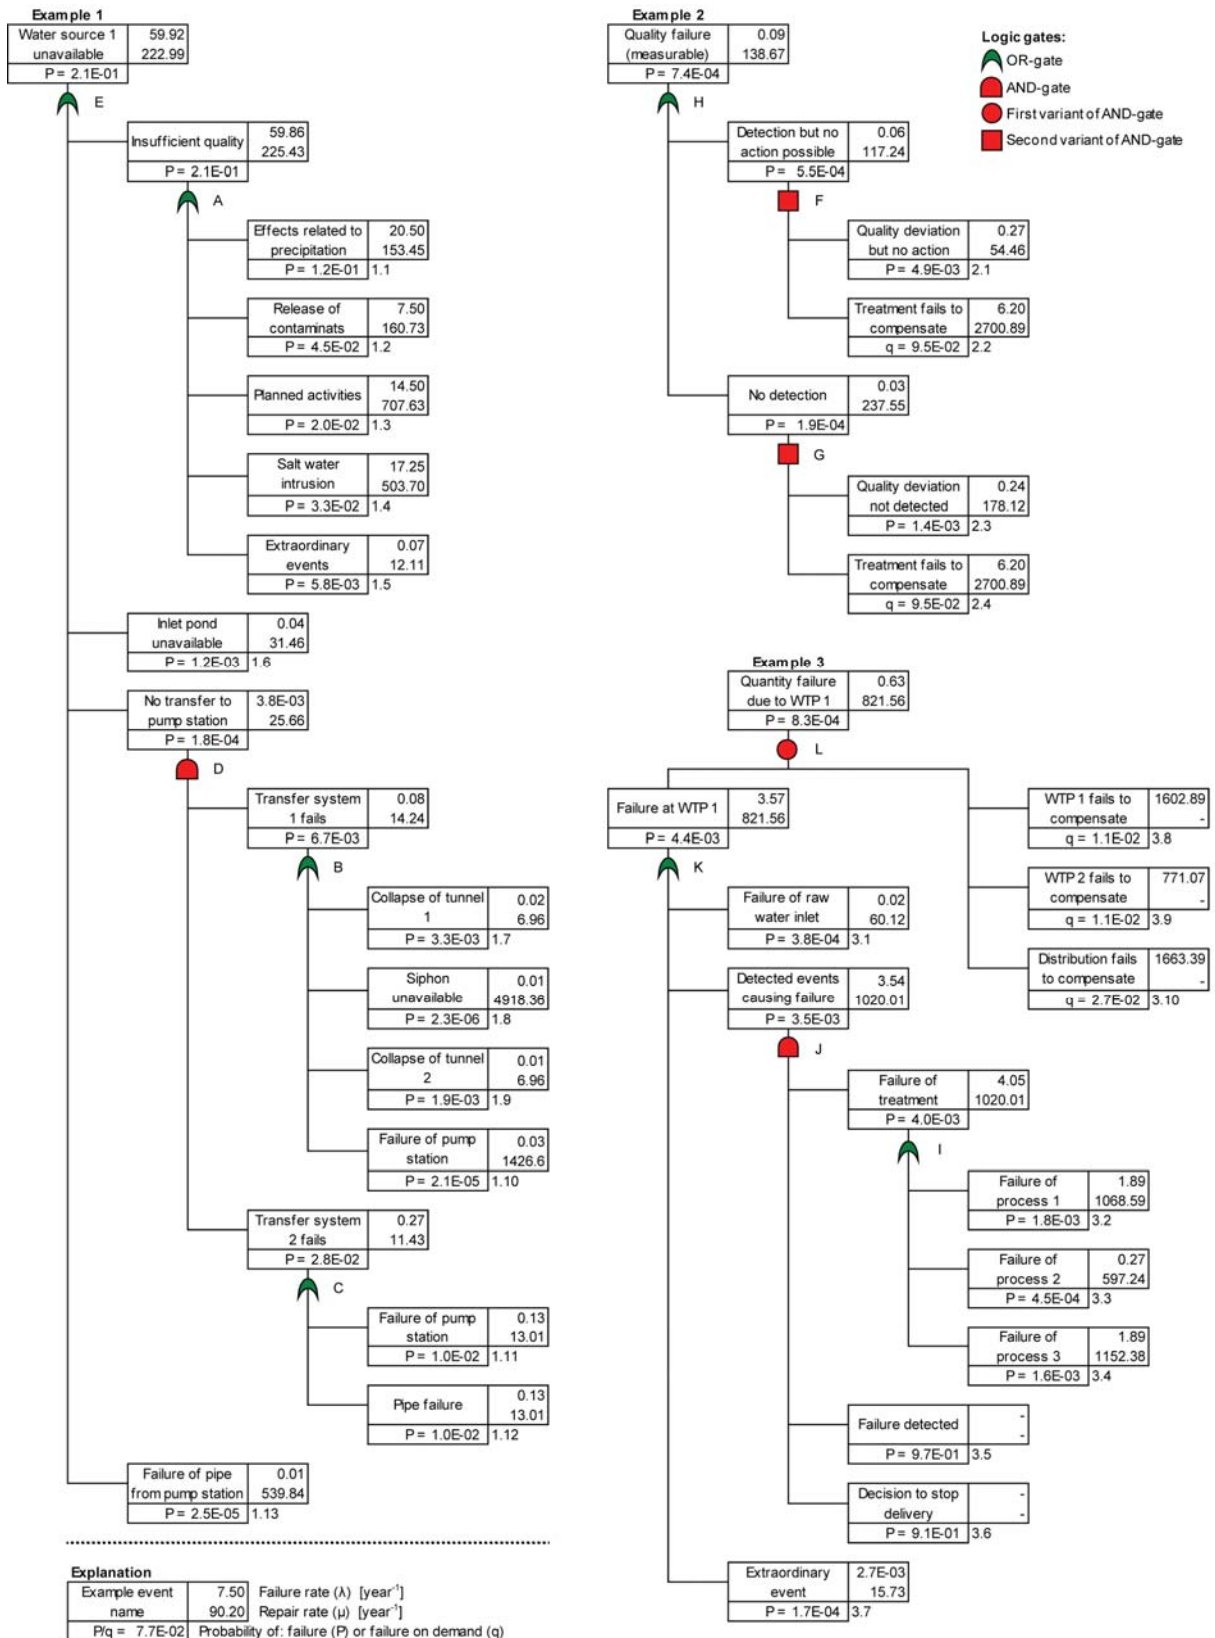 Example 1
Water source 1 59.92
unavailable 222.99
P = 2.1E-01
E
Insufficient quality 59.86
225.43
P = 2.1E-01
A
Effects related to 20.50
precipitation 153.45
P = 1.2E-01 1.1
Release of 7.50
contaminats 160.73
P = 4.5E-02 1.2
Planned activities 14.50
707.63
P = 2.0E-02 1.3
Salt water 17.25
intrusion 503.70
P = 3.3E-02 1.4
Extraordinary 0.07
events 12.11
P = 5.8E-03 1.5
Inlet pond 0.04
unavailable 31.46
P = 1.2E-03 1.6
No transfer to 3.8E-03
pump station 25.66
P = 1.8E-04
D
Transfer system 0.08
1 fails 14.24
P = 6.7E-03
B
Collapse of tunnel 0.02
1 6.96
P = 3.3E-03 1.7
Siphon 0.01
unavailable 4918.36
P = 2.3E-06 1.8
Collapse of tunnel 0.01
2 6.96
P = 1.9E-03 1.9
Failure of pump 0.03
station 1426.6
P = 2.1E-05 1.10
Transfer system 0.27
2 fails 11.43
P = 2.8E-02
C
Failure of pump 0.13
station 13.01
P = 1.0E-02 1.11
Pipe failure 0.13
13.01
P = 1.0E-02 1.12
Failure of pipe 0.01
from pump station 539.84
P = 2.5E-05 1.13
Explanation
Example event 7.50 Failure rate (λ) [year⁻¹]
name 90.20 Repair rate (μ) [year⁻¹]
P/q = 7.7E-02 Probability of: failure (P) or failure on demand (q)
Example 2
Quality failure 0.09
(measurable) 138.67
P = 7.4E-04
H
Detection but no 0.06
action possible 117.24
P = 5.5E-04
F
Quality deviation 0.27
but no action 54.46
P = 4.9E-03 2.1
Treatment fails to 6.20
compensate 2700.89
q = 9.5E-02 2.2
No detection 0.03
237.55
P = 1.9E-04
G
Quality deviation 0.24
not detected 178.12
P = 1.4E-03 2.3
Treatment fails to 6.20
compensate 2700.89
q = 9.5E-02 2.4
Logic gates:
OR-gate
AND-gate
First variant of AND-gate
Second variant of AND-gate
Example 3
Quantity failure 0.63
due to WTP 1 821.56
P = 8.3E-04
L
Failure at WTP 1 3.57
821.56
P = 4.4E-03
K
Failure of raw 0.02
water inlet 60.12
P = 3.8E-04 3.1
Detected events 3.54
causing failure 1020.01
P = 3.5E-03
J
Failure of 4.05
treatment 1020.01
P = 4.0E-03
I
Failure of 1.89
process 1 1068.59
P = 1.8E-03 3.2
Failure of 0.27
process 2 597.24
P = 4.5E-04 3.3
Failure of 1.89
process 3 1152.38
P = 1.6E-03 3.4
Failure detected -
-
P = 9.7E-01 3.5
Decision to stop -
delivery -
P = 9.1E-01 3.6
Extraordinary 2.7E-03
event 15.73
P = 1.7E-04 3.7
WTP 1 fails to 1602.89
compensate -
q = 1.1E-02 3.8
WTP 2 fails to 771.07
compensate -
q = 1.1E-02 3.9
Distribution fails 1663.39
to compensate -
q = 2.7E-02 3.10